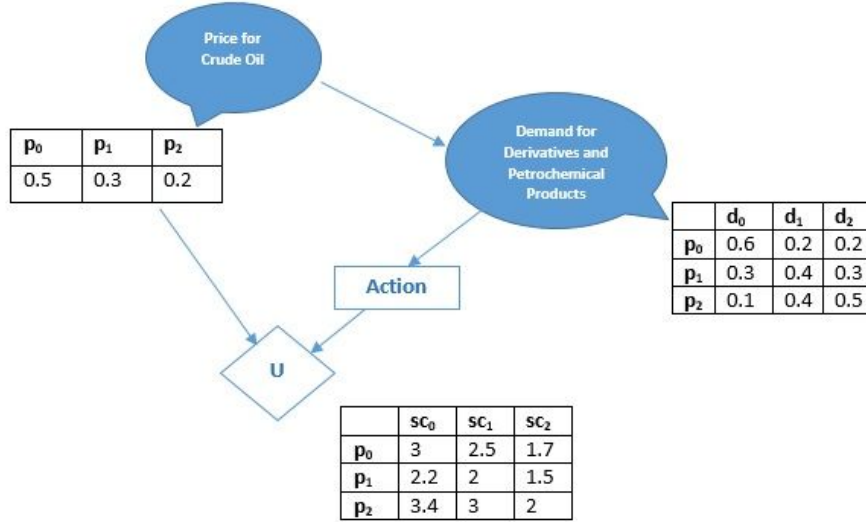 Price for
Crude Oil
p₀ p₁ p₂
0.5 0.3 0.2
Demand for
Derivatives and
Petrochemical
Products
d₀ d₁ d₂
p₀ 0.6 0.2 0.2
p₁ 0.3 0.4 0.3
p₂ 0.1 0.4 0.5
Action
U
sc₀ sc₁ sc₂
p₀ 3 2.5 1.7
p₁ 2.2 2 1.5
p₂ 3.4 3 2